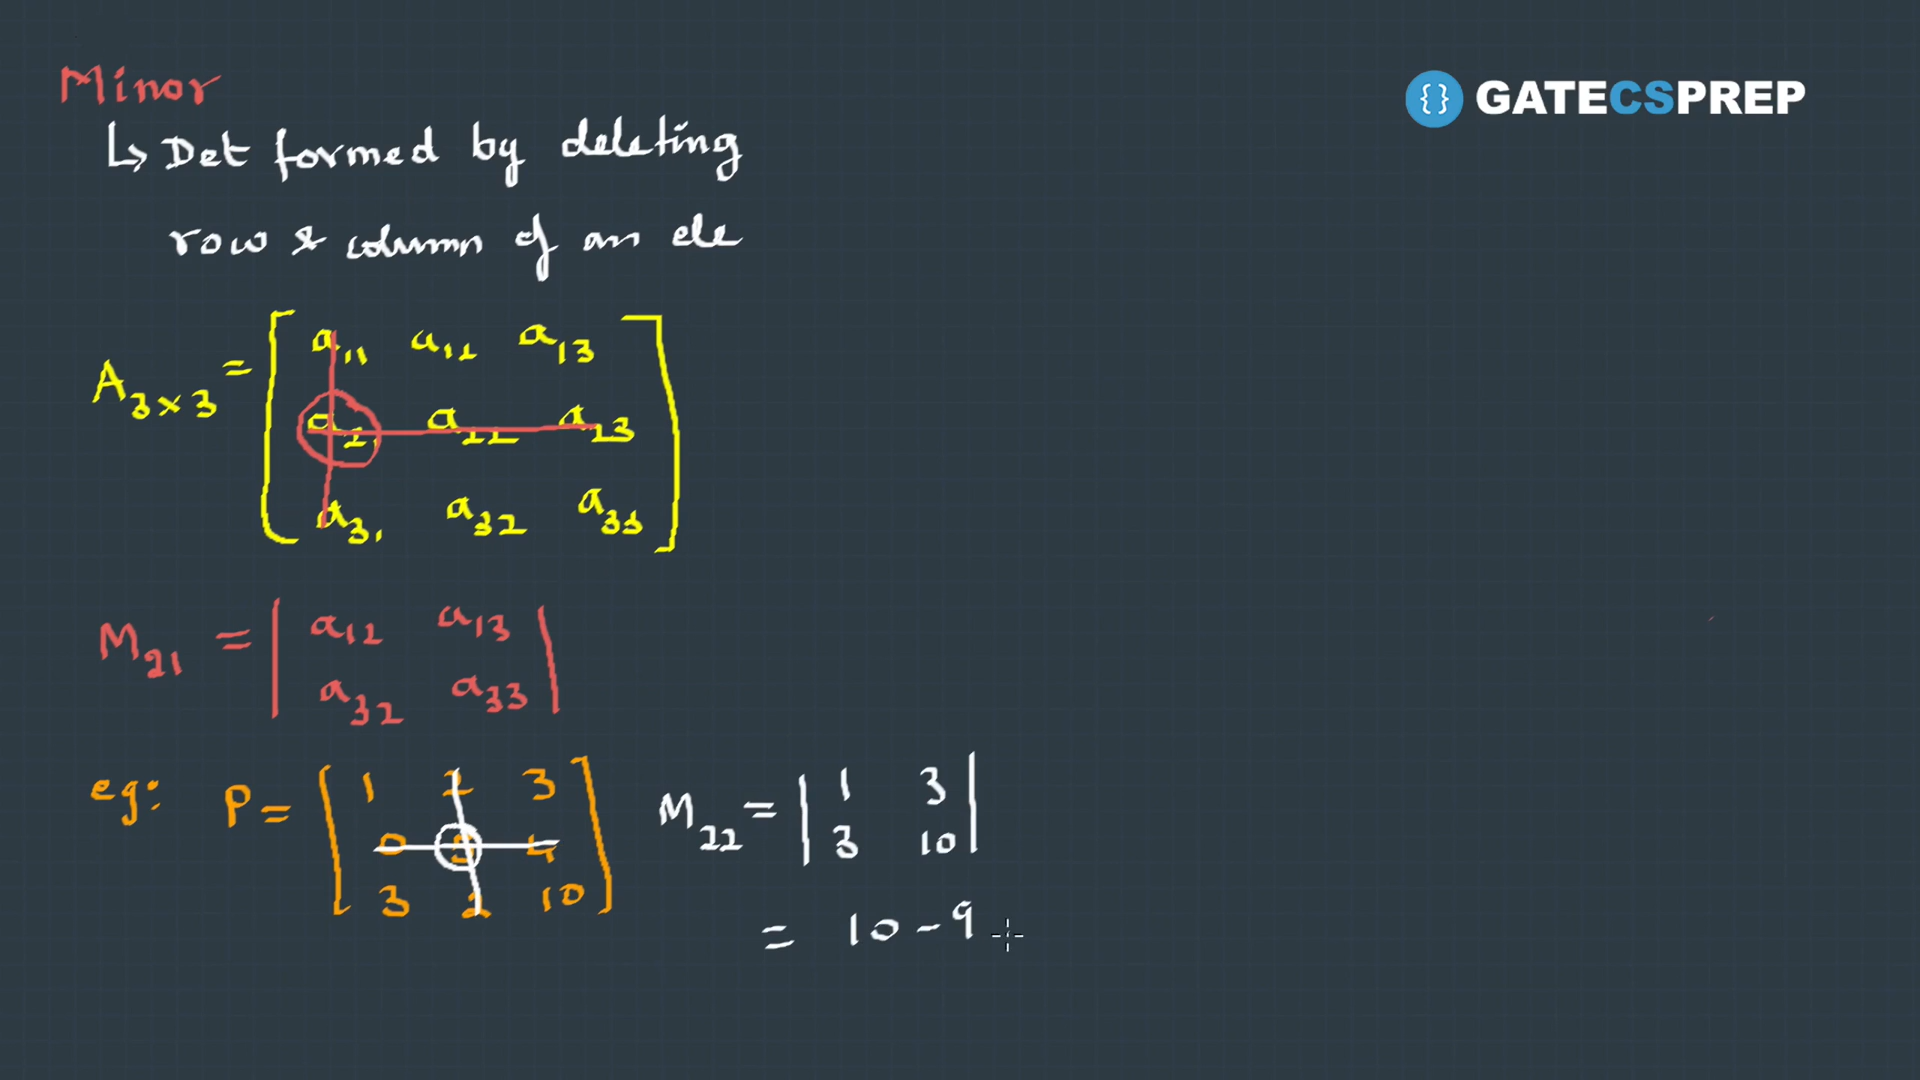 Minor
{} GATECSPREP
↳ Det formed by deleting
row & column of an ele
A3×3 = [ a11 a12 a13
a21 a22 a23
a31 a32 a33 ]
M21 = | a12 a13
a32 a33 |
eg: P = [ 1 2 3
0 4
3 2 10 ]
M22 = | 1 3
3 10 |
= 10 - 9